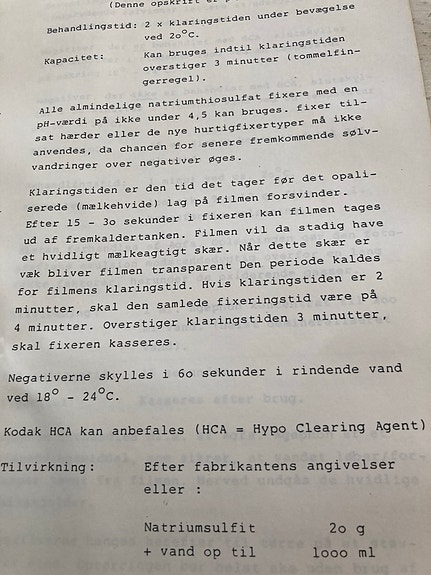 (Denne opskrift er
Behandlingstid: 2 x klaringstiden under bevægelse
ved 2o°C.
Kapacitet: Kan bruges indtil klaringstiden
overstiger 3 minutter (tommelfin-
gerregel).
Alle almindelige natriumthiosulfat fixere med en
pH-værdi på ikke under 4,5 kan bruges. fixer til-
sat hærder eller de nye hurtigfixertyper må ikke
anvendes, da chancen for senere fremkommende sølv-
vandringer over negativer øges.
Klaringstiden er den tid det tager før det opali-
serede (mælkehvide) lag på filmen forsvinder.
Efter 15 - 3o sekunder i fixeren kan filmen tages
ud af fremkaldertanken. Filmen vil da stadig have
et hvidligt mælkeagtigt skær. Når dette skær er
væk bliver filmen transparent Den periode kaldes
for filmens klaringstid. Hvis klaringstiden er 2
minutter, skal den samlede fixeringstid være på
4 minutter. Overstiger klaringstiden 3 minutter,
skal fixeren kasseres.
Negativerne skylles i 6o sekunder i rindende vand
ved 18° - 24°C.
Kodak HCA kan anbefales (HCA = Hypo Clearing Agent)
Tilvirkning: Efter fabrikantens angivelser
eller :
Natriumsulfit 2o g
+ vand op til looo ml